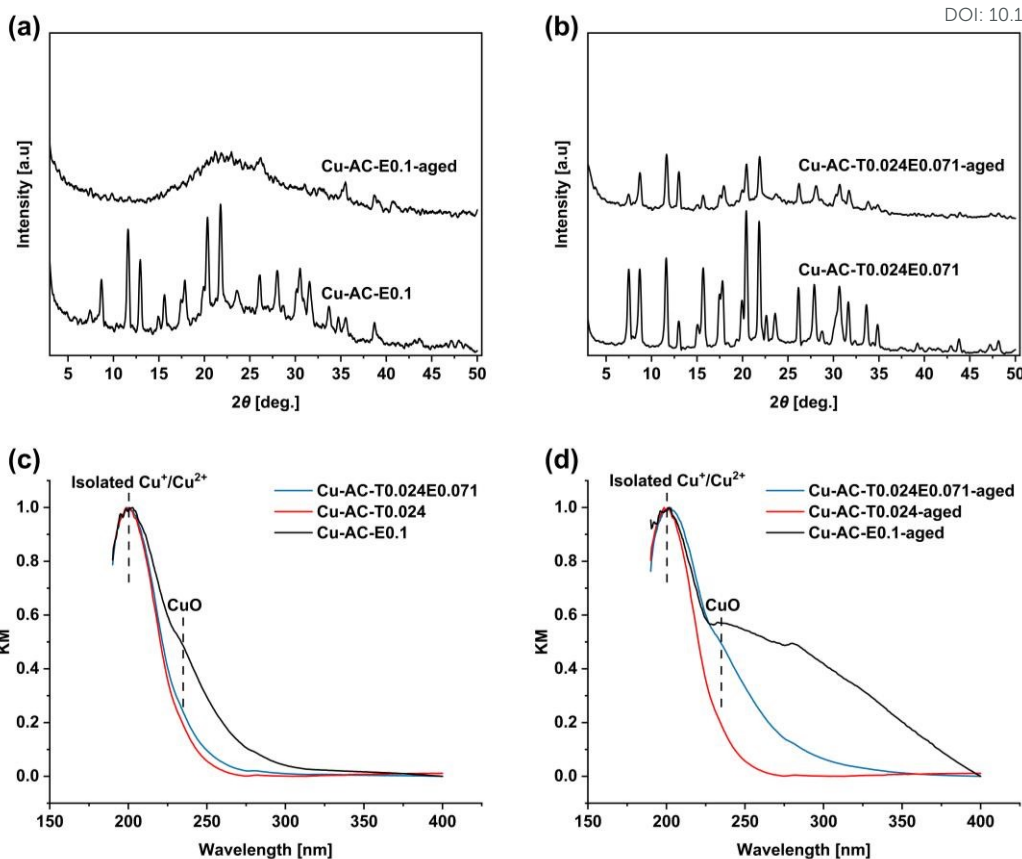 DOI: 10.1
(a)
Intensity [a.u]
Cu-AC-E0.1-aged
Cu-AC-E0.1
5 10 15 20 25 30 35 40 45 50
2θ [deg.]
(b)
Intensity [a.u]
Cu-AC-T0.024E0.071-aged
Cu-AC-T0.024E0.071
5 10 15 20 25 30 35 40 45 50
2θ [deg.]
(c)
Isolated Cu⁺/Cu²⁺
Cu-AC-T0.024E0.071
Cu-AC-T0.024
Cu-AC-E0.1
CuO
KM
1.0
0.8
0.6
0.4
0.2
0.0
150 200 250 300 350 400
Wavelength [nm]
(d)
Isolated Cu⁺/Cu²⁺
Cu-AC-T0.024E0.071-aged
Cu-AC-T0.024-aged
Cu-AC-E0.1-aged
CuO
KM
1.0
0.8
0.6
0.4
0.2
0.0
150 200 250 300 350 400
Wavelength [nm]